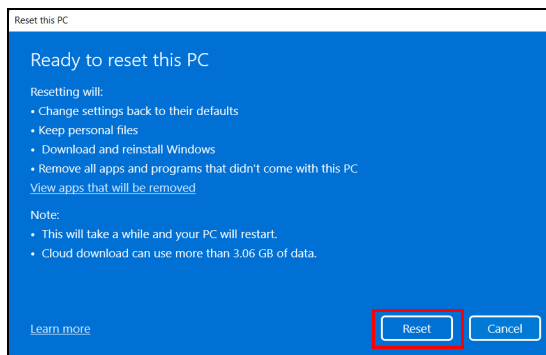 Reset this PC
Ready to reset this PC
Resetting will:
• Change settings back to their defaults
• Keep personal files
• Download and reinstall Windows
• Remove all apps and programs that didn't come with this PC
View apps that will be removed
Note:
• This will take a while and your PC will restart.
• Cloud download can use more than 3.06 GB of data.
Learn more
Reset
Cancel